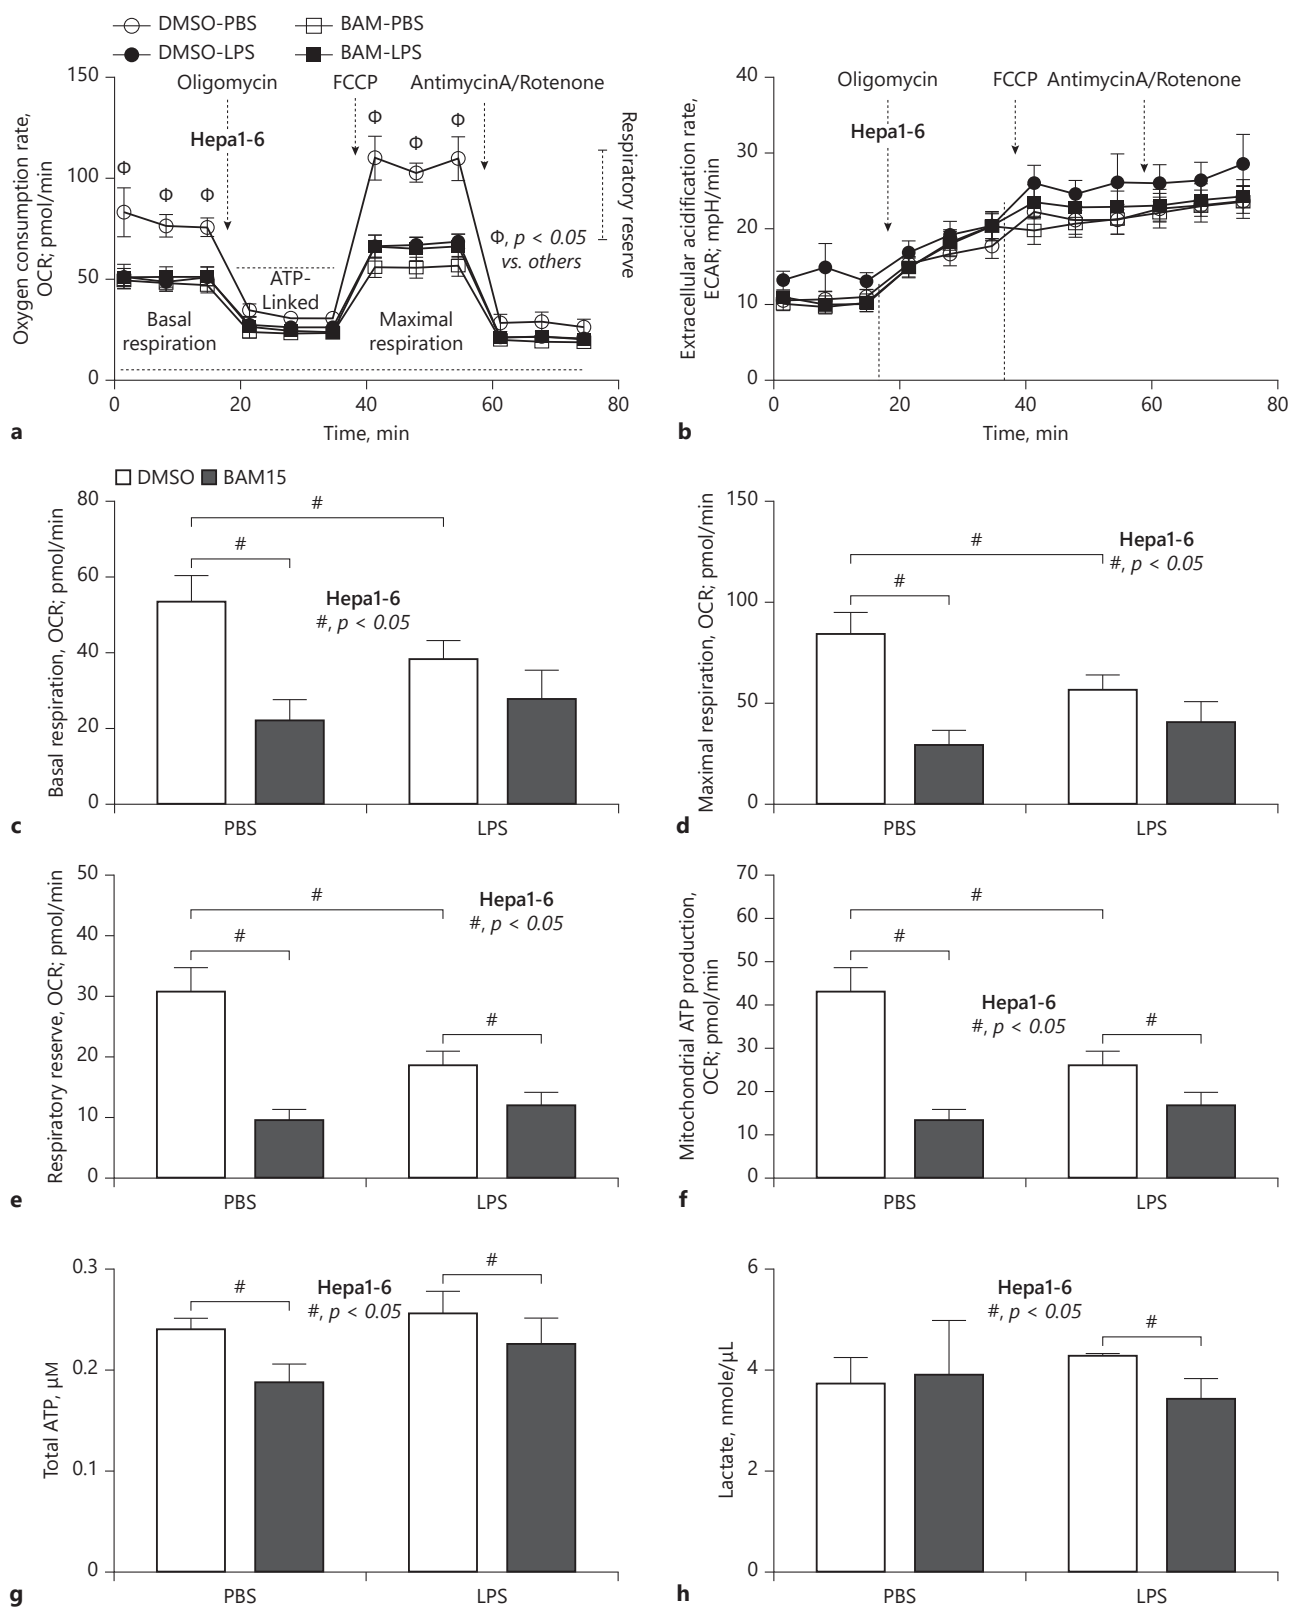 DMSO-PBS
BAM-PBS
DMSO-LPS
BAM-LPS
150
100
50
0
Oxygen consumption rate,
OCR; pmol/min
Oligomycin
FCCP
AntimycinA/Rotenone
Hepa1-6
Φ
Φ
Φ
Φ
Φ
Φ
Φ, p < 0.05
vs. others
Respiratory reserve
ATP-
Linked
Basal
respiration
Maximal
respiration
0
20
40
60
80
Time, min
a
40
30
20
10
0
Extracellular acidification rate,
ECAR; mpH/min
Oligomycin
FCCP
AntimycinA/Rotenone
Hepa1-6
0
20
40
60
80
Time, min
b
DMSO
BAM15
80
60
40
20
0
Basal respiration, OCR; pmol/min
#
#
Hepa1-6
#, p < 0.05
PBS
LPS
c
150
100
50
0
Maximal respiration, OCR; pmol/min
#
#
Hepa1-6
#, p < 0.05
PBS
LPS
d
50
40
30
20
10
0
Respiratory reserve, OCR; pmol/min
#
#
#
Hepa1-6
#, p < 0.05
PBS
LPS
e
70
60
50
40
30
20
10
0
Mitochondrial ATP production,
OCR; pmol/min
#
#
#
Hepa1-6
#, p < 0.05
PBS
LPS
f
0.3
0.2
0.1
0
Total ATP, µM
#
#
Hepa1-6
#, p < 0.05
PBS
LPS
g
6
4
2
0
Lactate, nmole/µL
Hepa1-6
#, p < 0.05
#
PBS
LPS
h